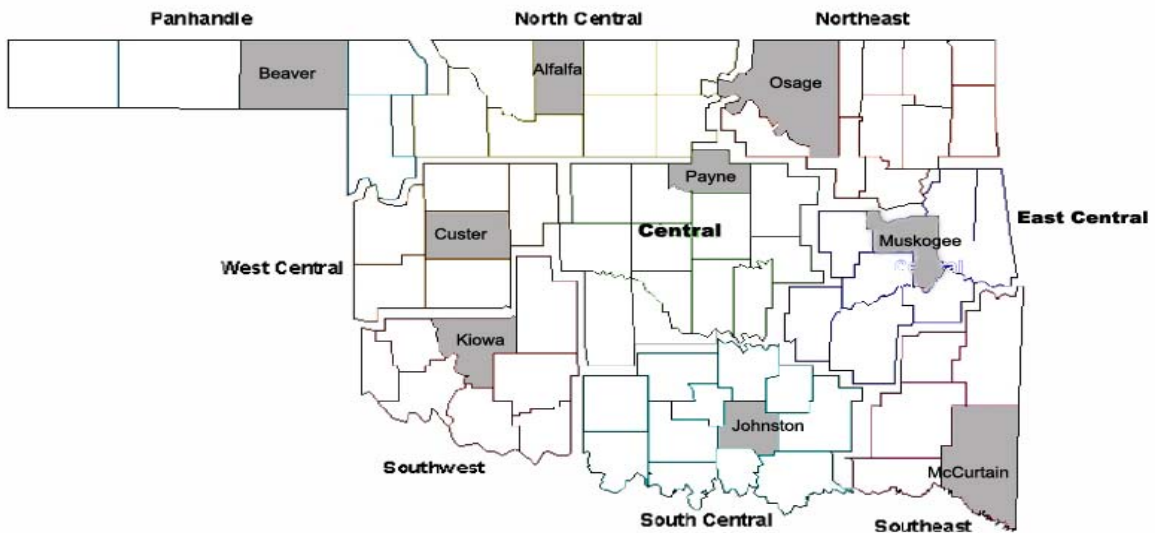 Panhandle
North Central
Northeast
Beaver
Alfalfa
Osage
Payne
East Central
Custer
Central
Muskogee
Central
West Central
Kiowa
Johnston
Southwest
McCurtain
South Central
Southeast